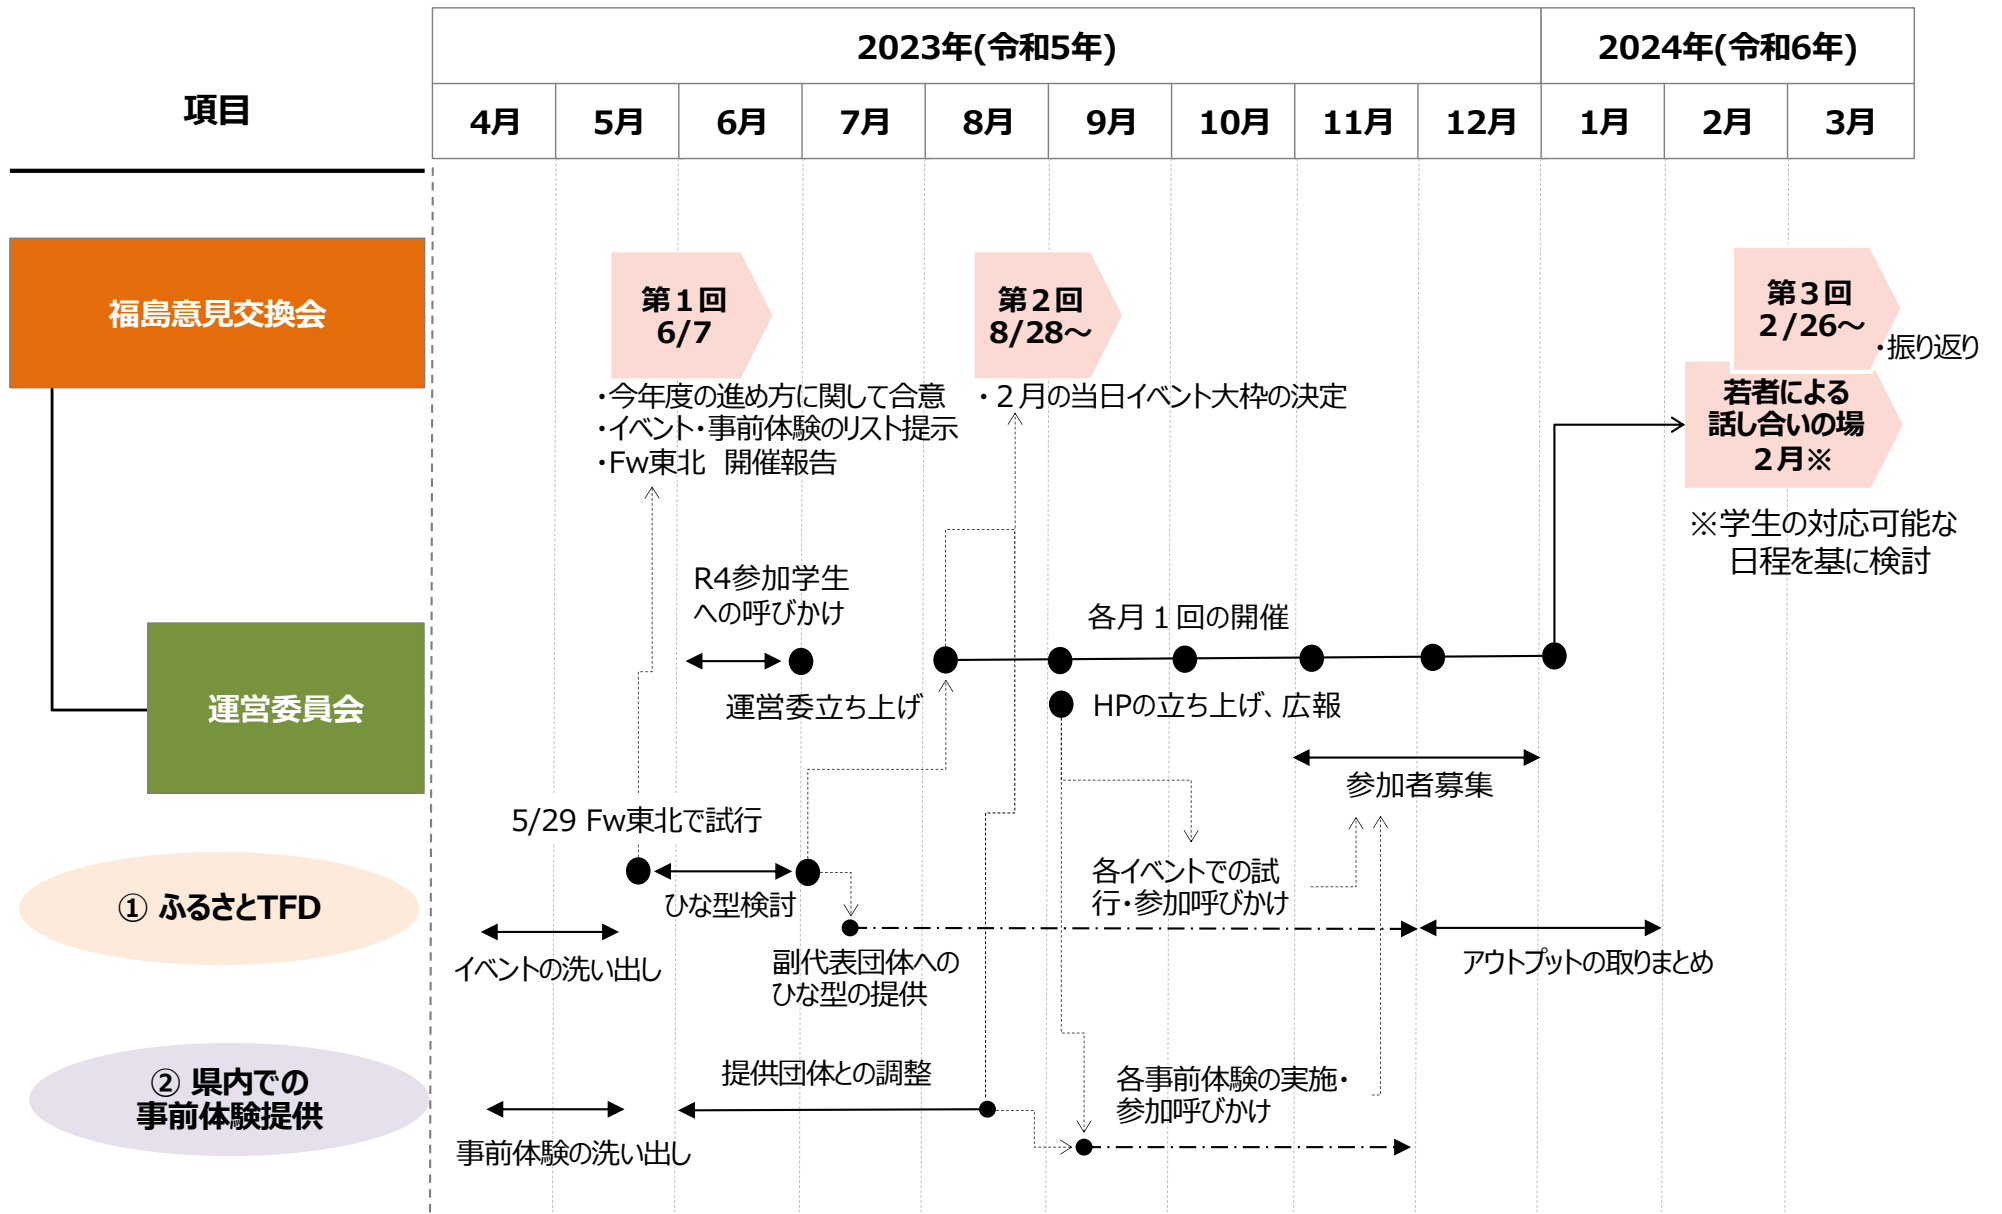 2023年(令和5年)
2024年(令和6年)
項目
4月
5月
6月
7月
8月
9月
10月
11月
12月
1月
2月
3月
福島意見交換会
第１回
6/7
・今年度の進め方に関して合意
・イベント・事前体験のリスト提示
・Fw東北　開催報告
第２回
8/28～
・２月の当日イベント大枠の決定
第３回
２/26～
・振り返り
若者による
話し合いの場
２月※
※学生の対応可能な
日程を基に検討
運営委員会
R4参加学生
への呼びかけ
運営委立ち上げ
各月１回の開催
HPの立ち上げ、広報
参加者募集
① ふるさとTFD
5/29 Fw東北で試行
ひな型検討
イベントの洗い出し
副代表団体への
ひな型の提供
各イベントでの試
行・参加呼びかけ
アウトプットの取りまとめ
② 県内での
事前体験提供
事前体験の洗い出し
提供団体との調整
各事前体験の実施・
参加呼びかけ